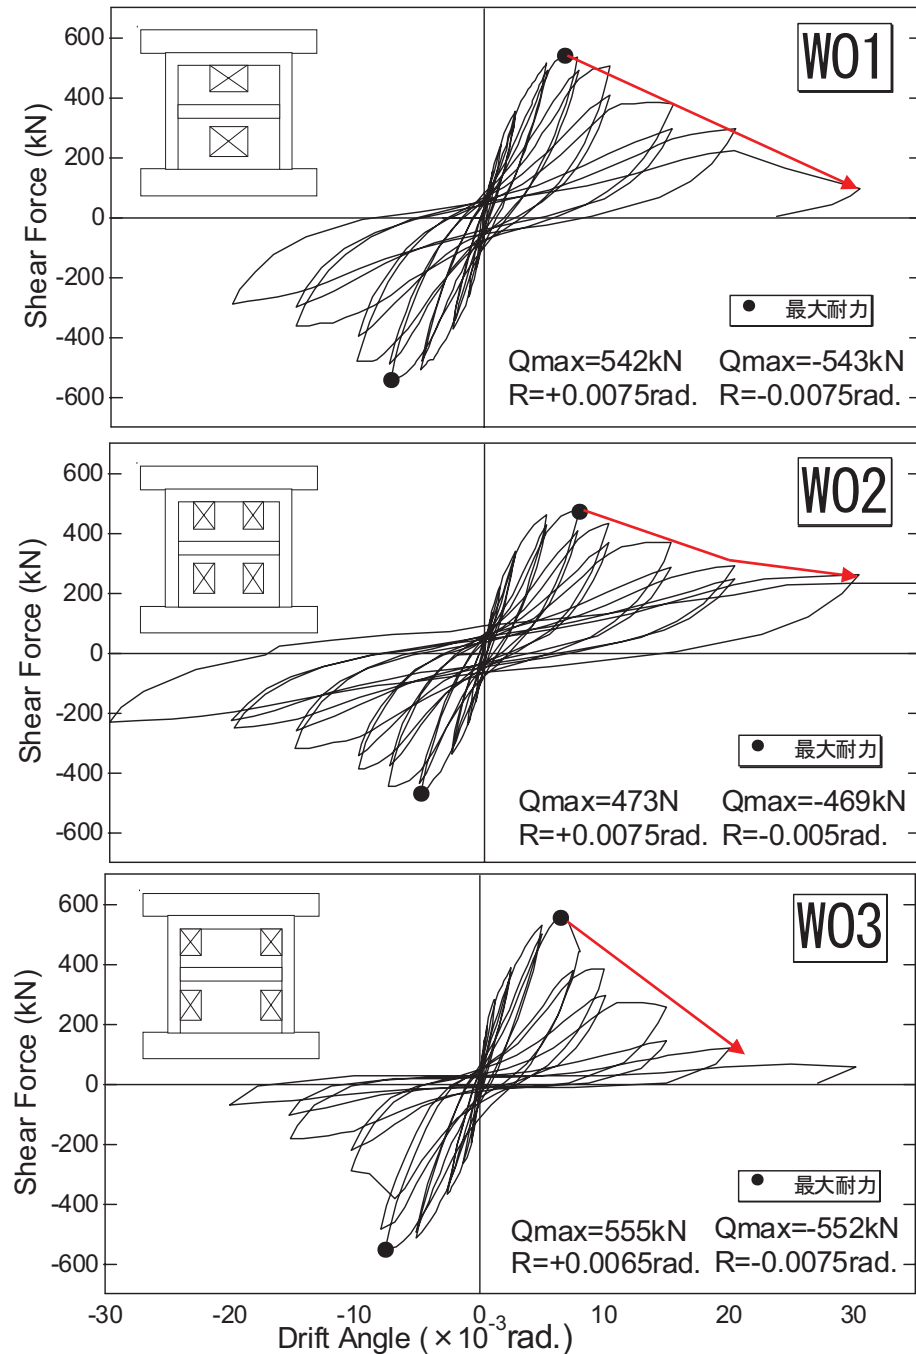 WO1
600
400
200
0
-200
-400
-600
Shear Force (kN)
● 最大耐力
Qmax=542kN Qmax=-543kN
R=+0.0075rad. R=-0.0075rad.
WO2
600
400
200
0
-200
-400
-600
Shear Force (kN)
● 最大耐力
Qmax=473N Qmax=-469kN
R=+0.0075rad. R=-0.005rad.
WO3
600
400
200
0
-200
-400
-600
Shear Force (kN)
● 最大耐力
Qmax=555kN Qmax=-552kN
R=+0.0065rad. R=-0.0075rad.
-30 -20 -10 0 10 20 30
Drift Angle (×10⁻³rad.)